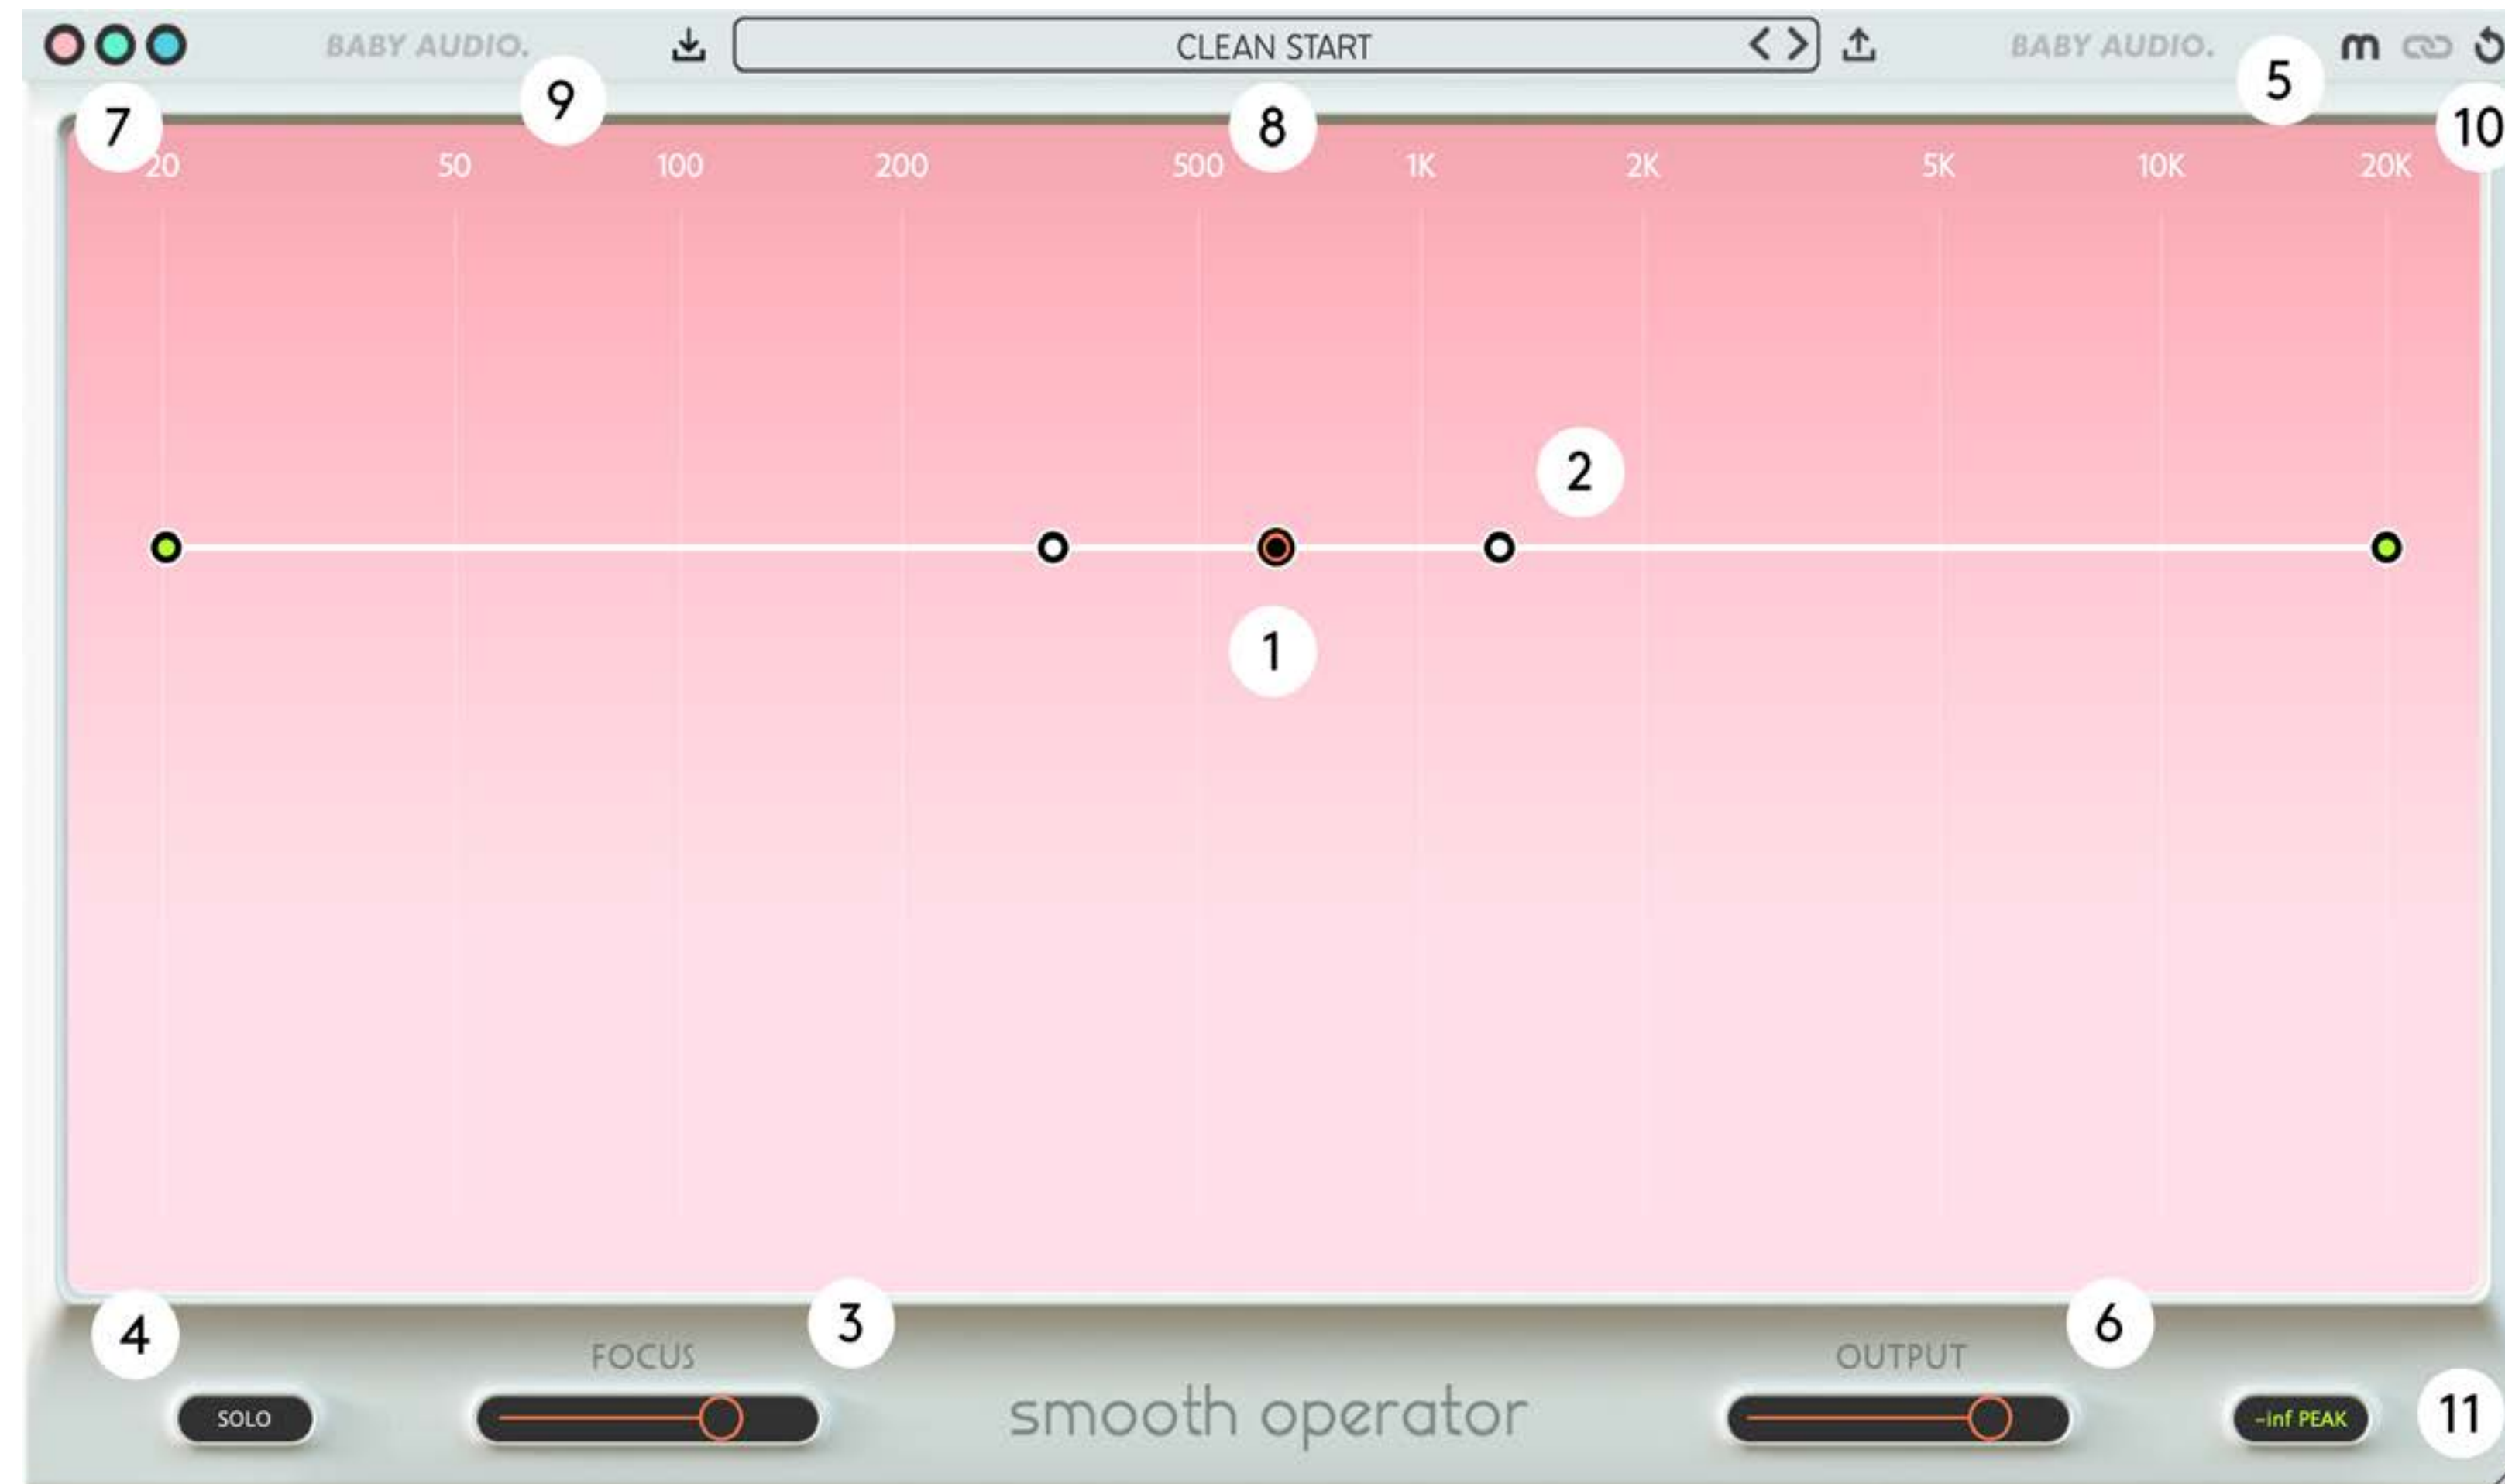 BABY AUDIO. CLEAN START BABY AUDIO. m
5
7 9 8 10
20 50 100 200 500 1K 2K 5K 10K 20K
2
1
4 3 6
FOCUS OUTPUT
SOLO smooth operator -inf PEAK 11